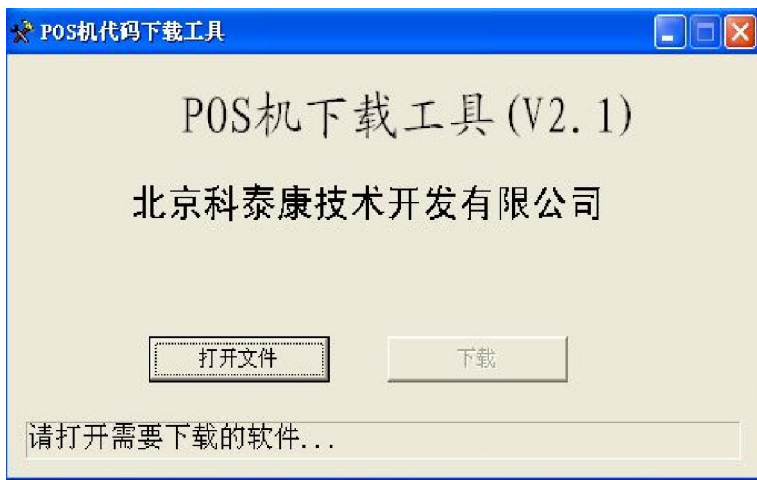 POS机代码下载工具
POS机下载工具(V2.1)
北京科泰康技术开发有限公司
打开文件
下载
请打开需要下载的软件...